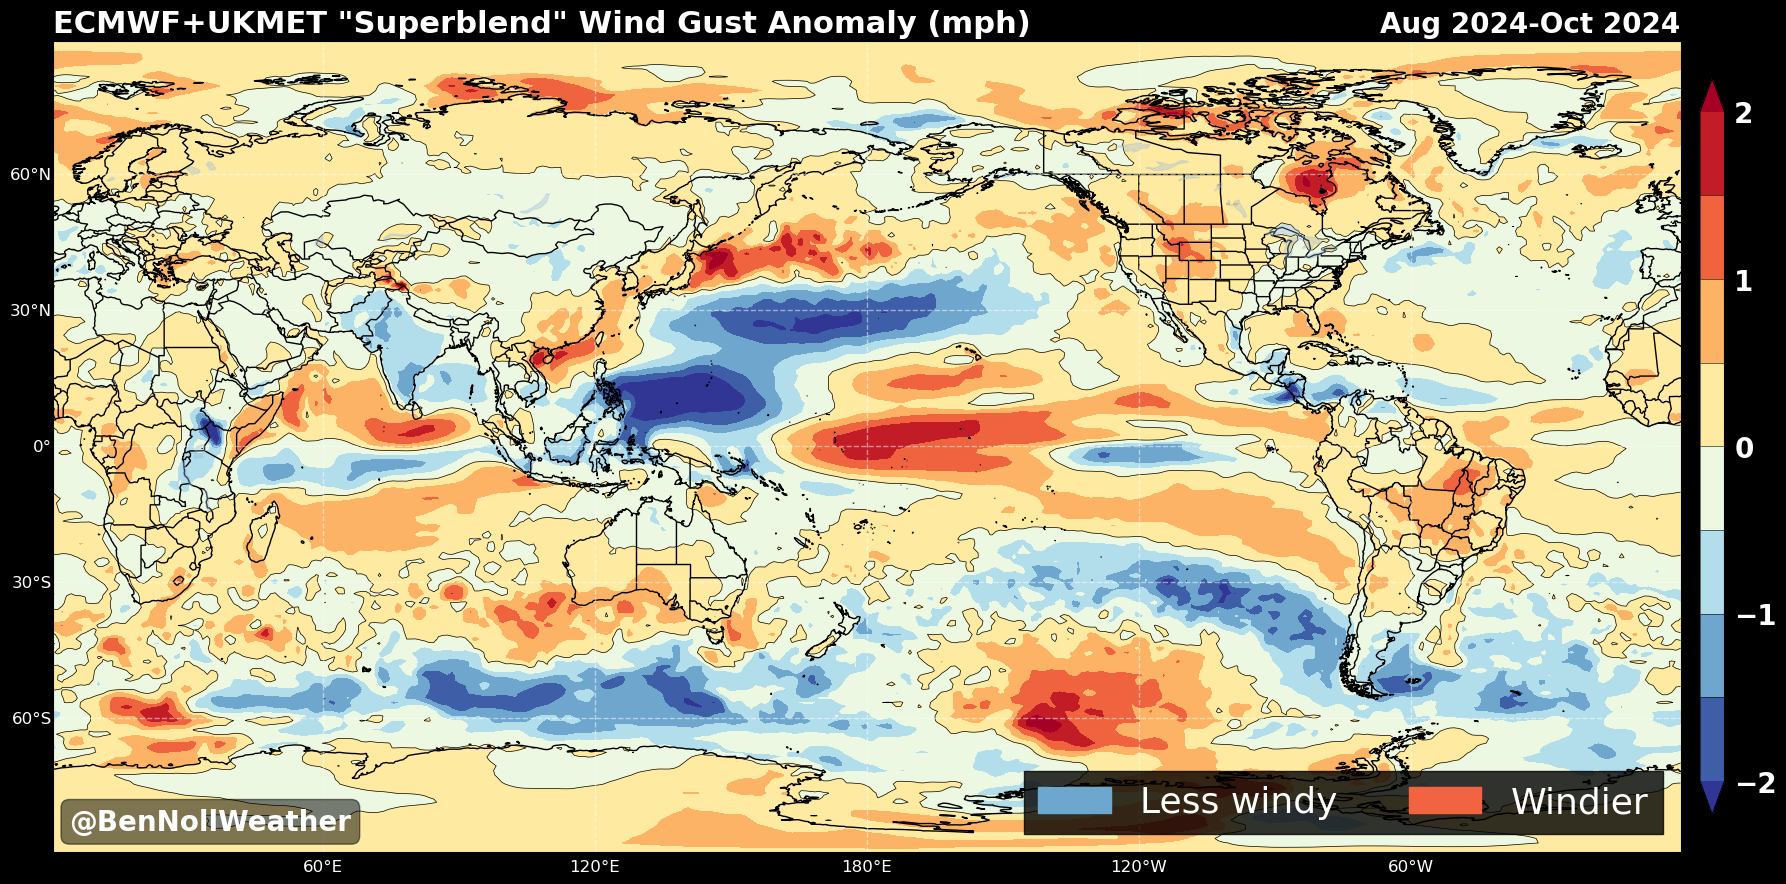 ECMWF+UKMET "Superblend" Wind Gust Anomaly (mph)
Aug 2024-Oct 2024
60°N
30°N
0°
30°S
60°S
60°E
120°E
180°E
120°W
60°W
2
1
0
−1
−2
@BenNollWeather
Less windy
Windier